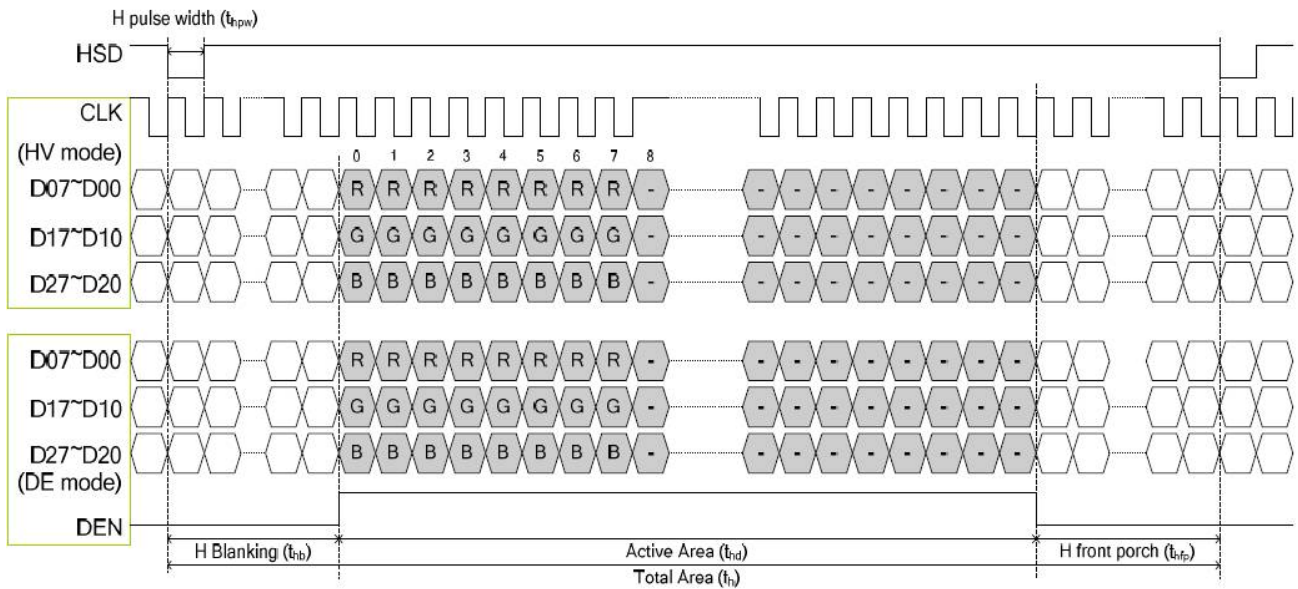 H pulse width (thpw)
HSD
CLK
(HV mode)
0 1 2 3 4 5 6 7 8
D07~D00 R R R R R R R R - - - - - - - - -
D17~D10 G G G G G G G G - - - - - - - - -
D27~D20 B B B B B B B B - - - - - - - - -
D07~D00 R R R R R R R R - - - - - - - - -
D17~D10 G G G G G G G G - - - - - - - - -
D27~D20 B B B B B B B B - - - - - - - - -
(DE mode)
DEN
H Blanking (thb) Active Area (thd) H front porch (thfp)
Total Area (th)